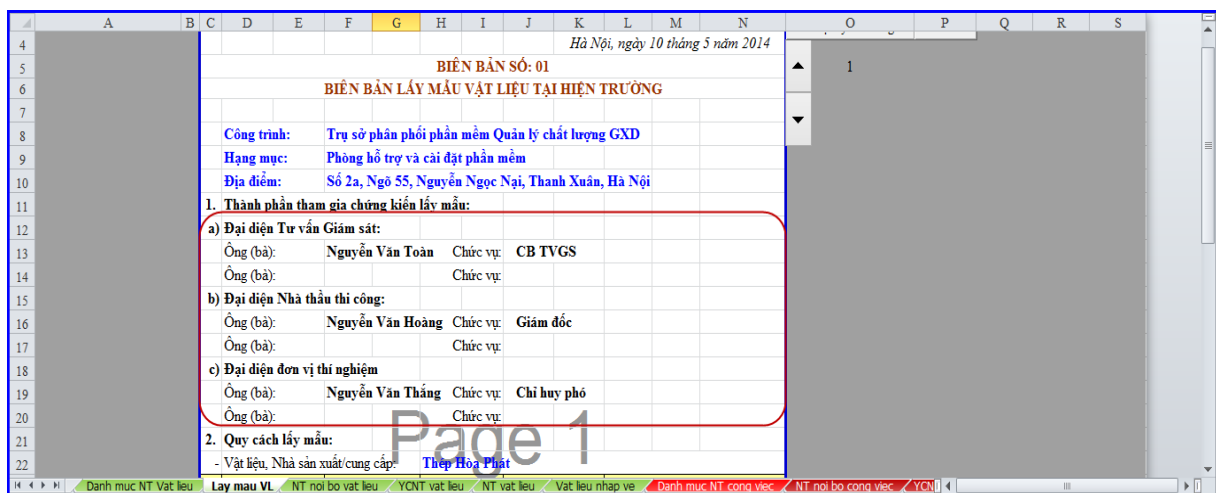 A B C D E F G H I J K L M N O P Q R S
4 Hà Nội, ngày 10 tháng 5 năm 2014
5 BIÊN BẢN SỐ: 01 1
6 BIÊN BẢN LẤY MẪU VẬT LIỆU TẠI HIỆN TRƯỜNG
7
8 Công trình: Trụ sở phân phối phần mềm Quản lý chất lượng GXD
9 Hạng mục: Phòng hỗ trợ và cài đặt phần mềm
10 Địa điểm: Số 2a, Ngõ 55, Nguyễn Ngọc Nại, Thanh Xuân, Hà Nội
11 1. Thành phần tham gia chứng kiến lấy mẫu:
12 a) Đại diện Tư vấn Giám sát:
13 Ông (bà): Nguyễn Văn Toàn Chức vụ: CB TVGS
14 Ông (bà): Chức vụ:
15 b) Đại diện Nhà thầu thi công:
16 Ông (bà): Nguyễn Văn Hoàng Chức vụ: Giám đốc
17 Ông (bà): Chức vụ:
18 c) Đại diện đơn vị thí nghiệm
19 Ông (bà): Nguyễn Văn Thắng Chức vụ: Chỉ huy phó
20 Ông (bà): Chức vụ:
Page 1
21 2. Quy cách lấy mẫu:
22 - Vật liệu, Nhà sản xuất/cung cấp: Thép Hòa Phát
Danh muc NT Vat lieu Lay mau VL NT noi bo vat lieu YCNT vat lieu NT vat lieu Vat lieu nhap ve Danh muc NT cong viec NT noi bo cong viec YCN